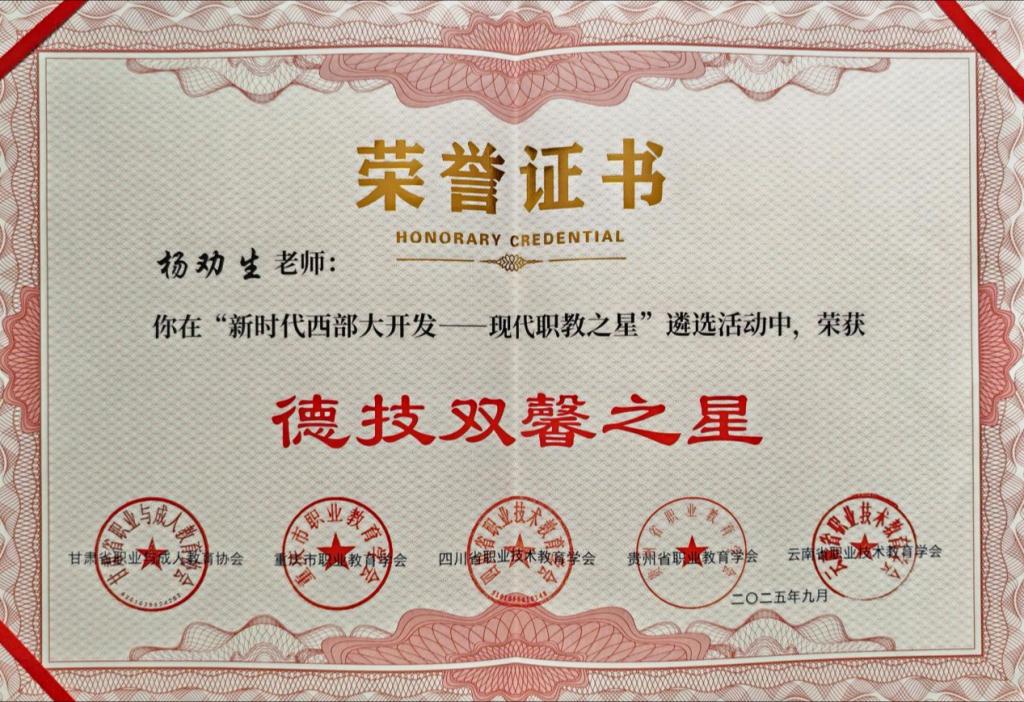 荣誉证书
HONORARY CREDENTIAL
杨劝生老师：
你在“新时代西部大开发——现代职教之星”遴选活动中，荣获
德技双馨之星
甘肃省职业与成人教育协会 重庆市职业教育学会 四川省职业技术教育学会 贵州省职业教育学会 云南省职业技术教育学会
二〇二五年九月